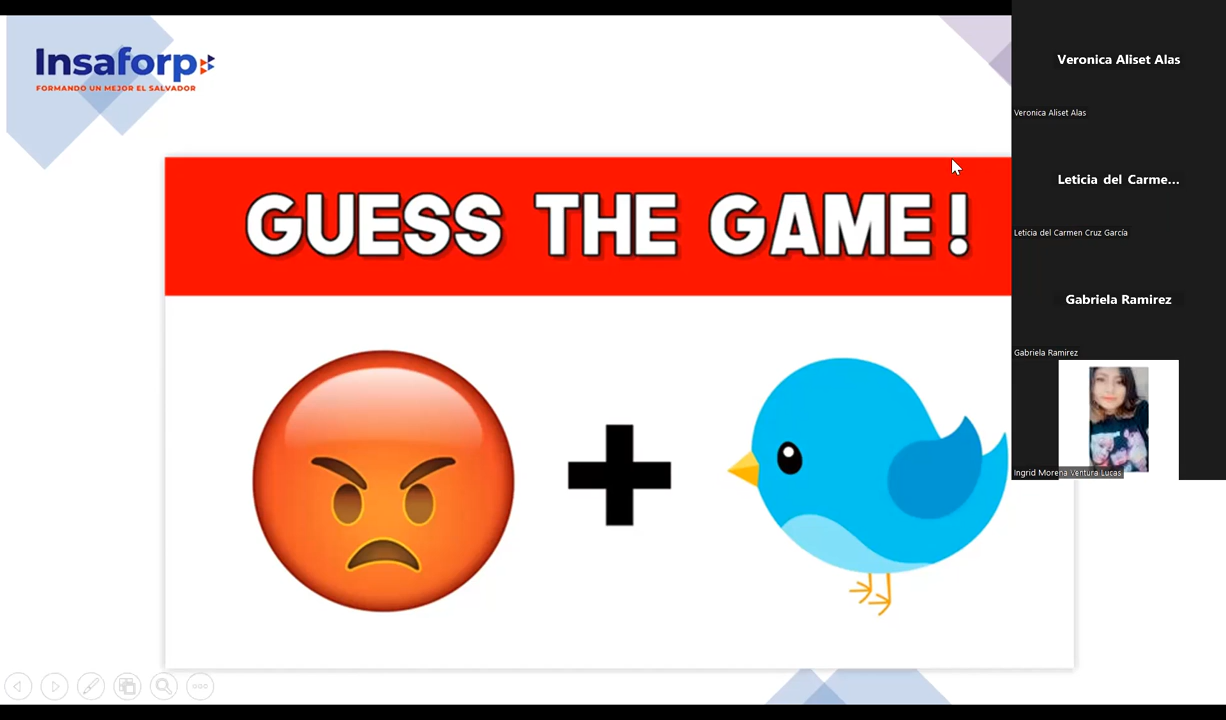 Insaforp
FORMANDO UN MEJOR EL SALVADOR
GUESS THE GAME!
Veronica Aliset Alas
Veronica Aliset Alas
Leticia del Carme...
Leticia del Carmen Cruz García
Gabriela Ramirez
Gabriela Ramirez
Ingrid Morena Ventura Lucas